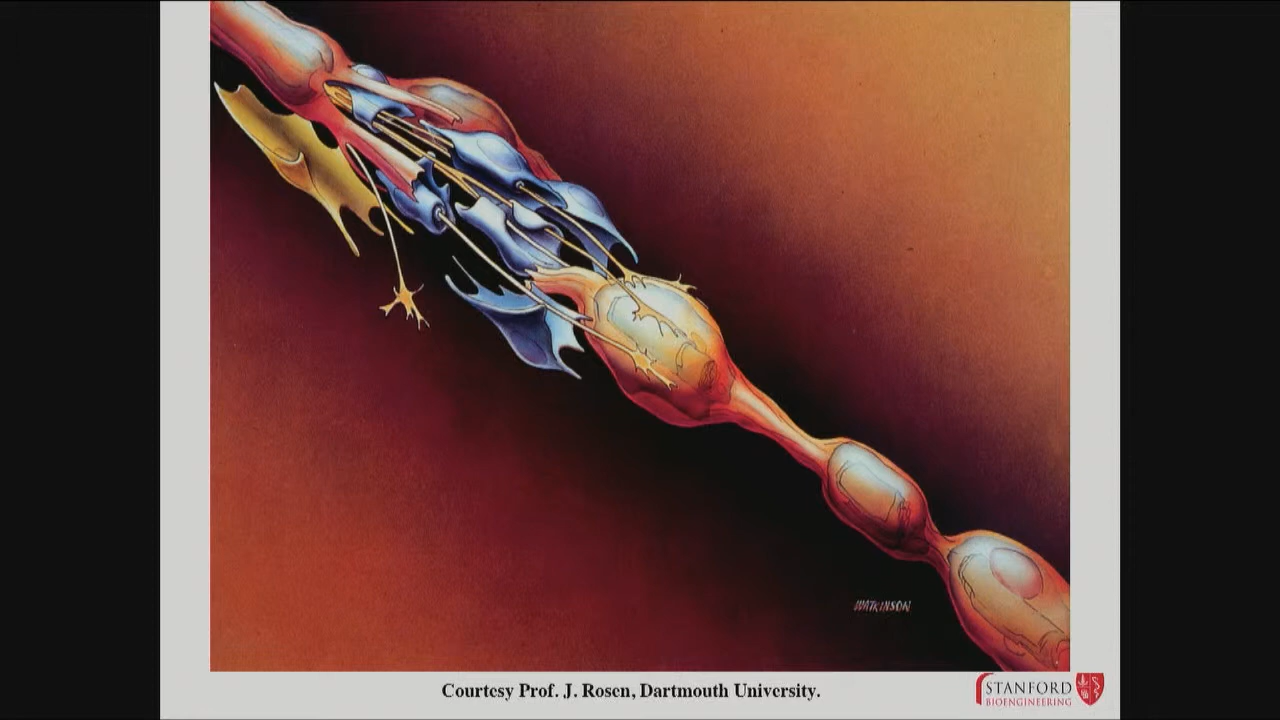 WATKINSON
Courtesy Prof. J. Rosen, Dartmouth University.
STANFORD
BIOENGINEERING